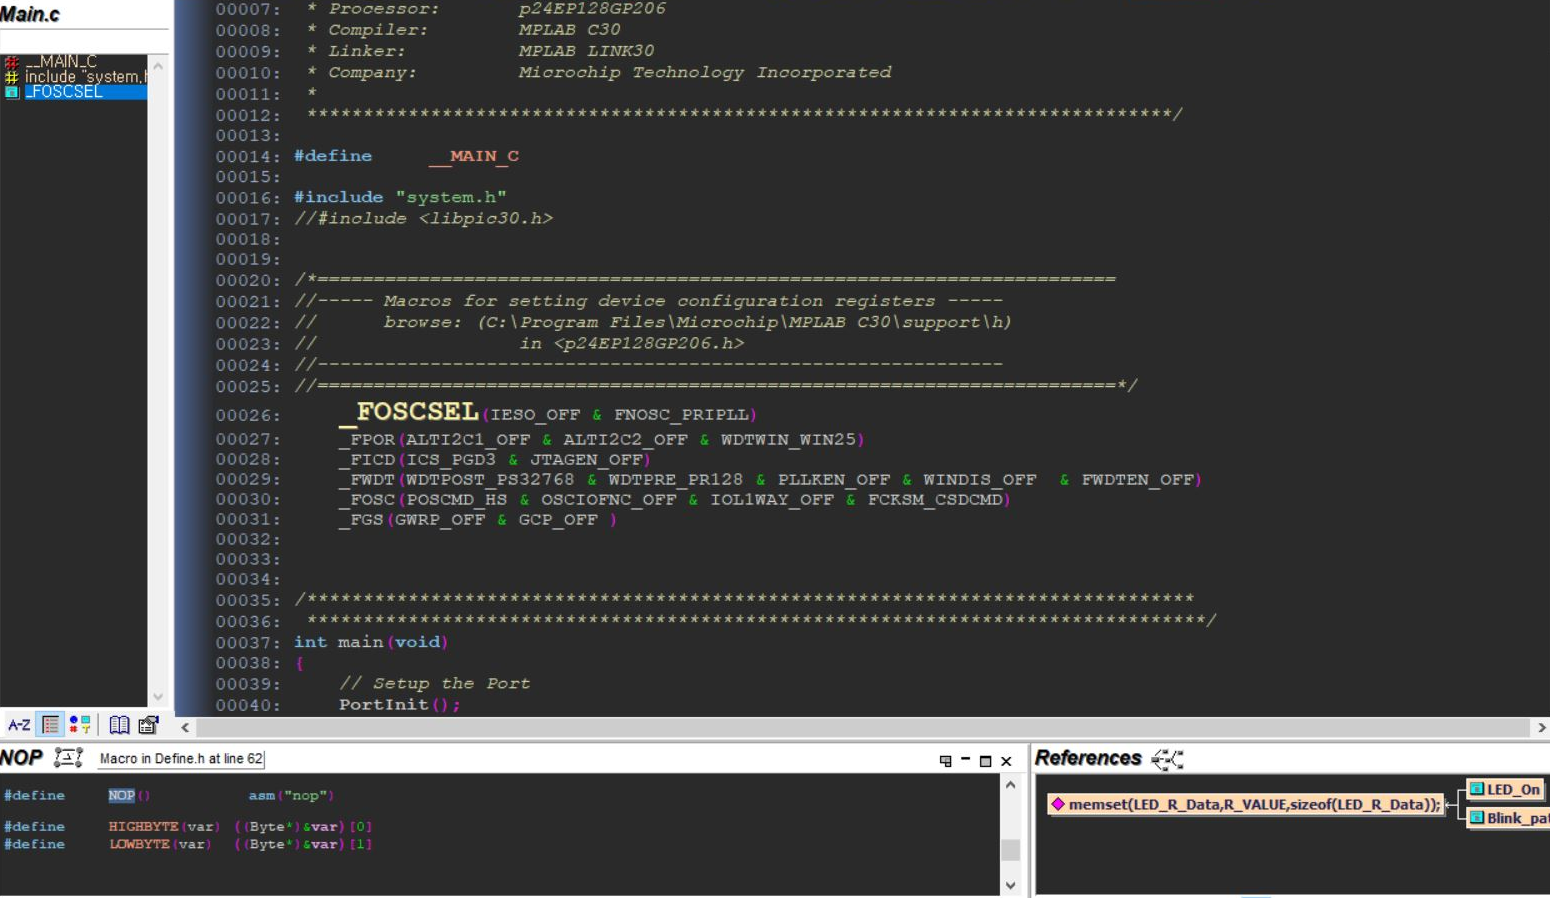 Main.c
__MAIN_C
include "system.h
_FOSCSEL
00007:  * Processor:       p24EP128GP206
00008:  * Compiler:        MPLAB C30
00009:  * Linker:          MPLAB LINK30
00010:  * Company:         Microchip Technology Incorporated
00011:  *
00012:  *****************************************************************************/
00013:
00014: #define     __MAIN_C
00015:
00016: #include "system.h"
00017: //#include <libpic30.h>
00018:
00019:
00020: /*=======================================================================
00021: //----- Macros for setting device configuration registers -----
00022: //      browse: (C:\Program Files\Microchip\MPLAB C30\support\h)
00023: //                  in <p24EP128GP206.h>
00024: //-------------------------------------------------------------
00025: //=======================================================================*/
00026:     _FOSCSEL(IESO_OFF & FNOSC_PRIPLL)
00027:     _FPOR(ALTI2C1_OFF & ALTI2C2_OFF & WDTWIN_WIN25)
00028:     _FICD(ICS_PGD3 & JTAGEN_OFF)
00029:     _FWDT(WDTPOST_PS32768 & WDTPRE_PR128 & PLLKEN_OFF & WINDIS_OFF  & FWDTEN_OFF)
00030:     _FOSC(POSCMD_HS & OSCIOFNC_OFF & IOL1WAY_OFF & FCKSM_CSDCMD)
00031:     _FGS(GWRP_OFF & GCP_OFF )
00032:
00033:
00034:
00035: /*******************************************************************************
00036:  ********************************************************************************/
00037: int main(void)
00038: {
00039:     // Setup the Port
00040:     PortInit();
A-Z
NOP Macro in Define.h at line 62
#define    NOP()         asm("nop")
#define    HIGHBYTE(var) ((Byte*)&var)[0]
#define    LOWBYTE(var)  ((Byte*)&var)[1]
References
memset(LED_R_Data,R_VALUE,sizeof(LED_R_Data));
LED_On
Blink_pat